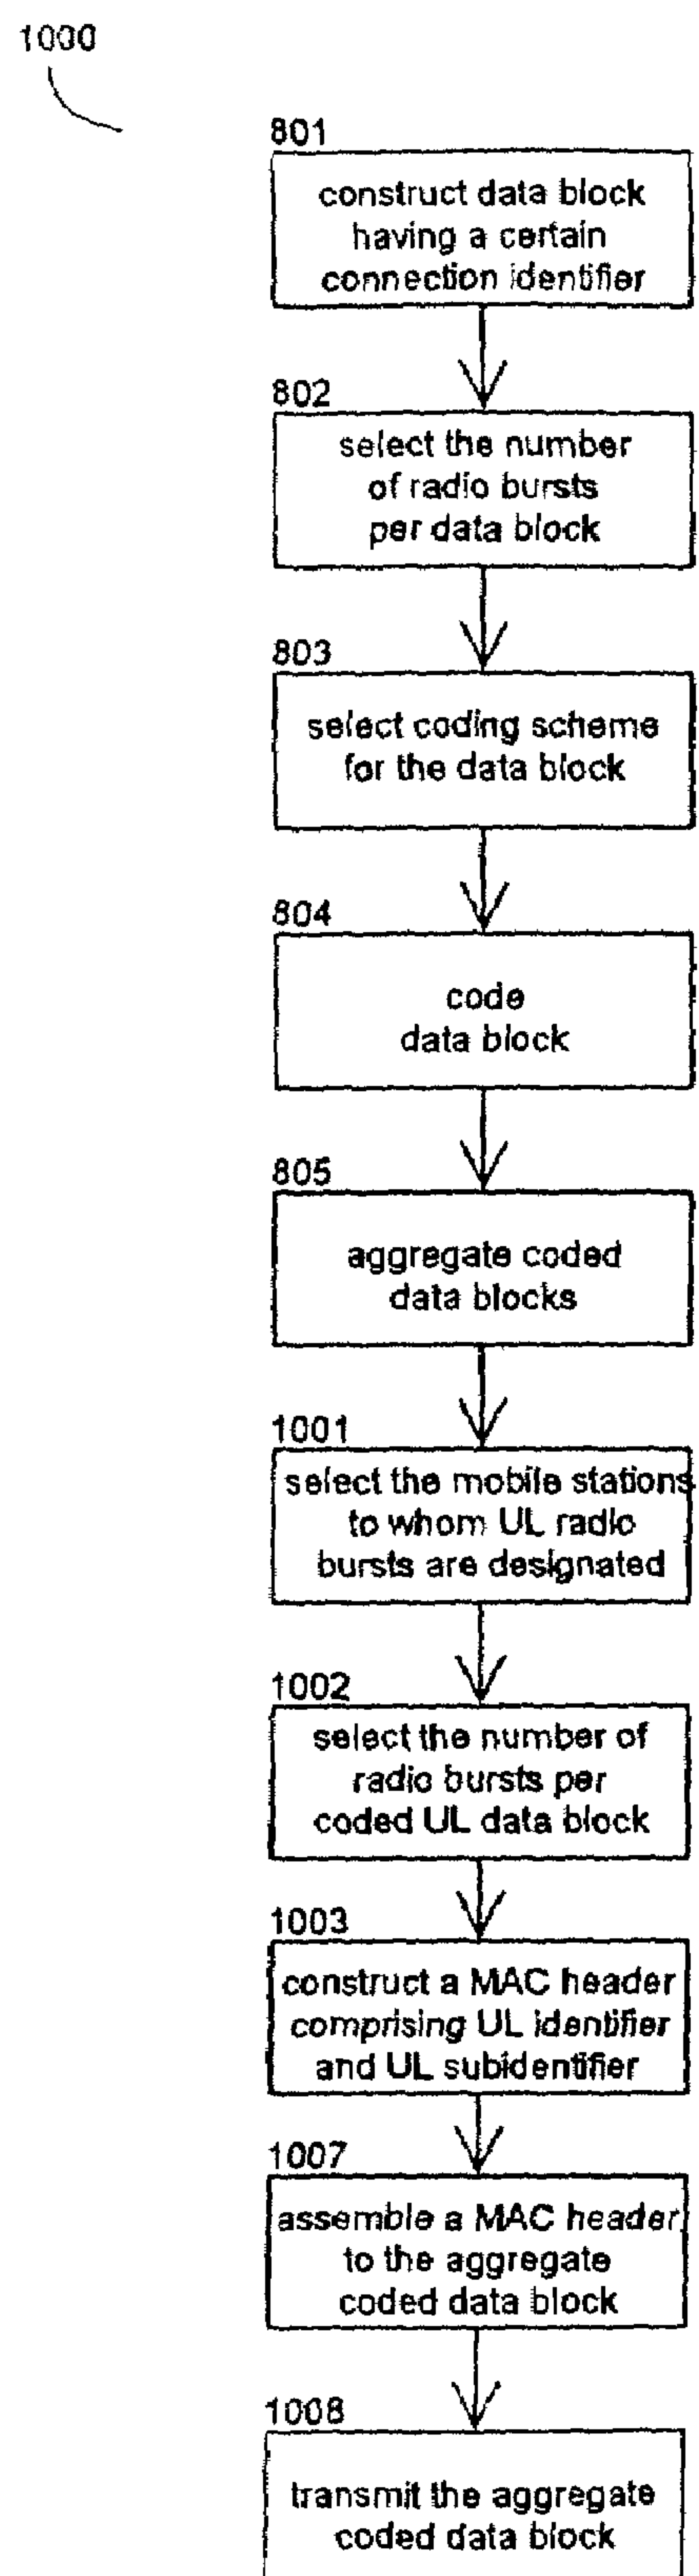 1000
801
construct data block
having a certain
connection identifier
802
select the number
of radio bursts
per data block
803
select coding scheme
for the data block
804
code
data block
805
aggregate coded
data blocks
1001
select the mobile stations
to whom UL radio
bursts are designated
1002
select the number of
radio bursts per
coded UL data block
1003
construct a MAC header
comprising UL identifier
and UL subidentifier
1007
assemble a MAC header
to the aggregate
coded data block
1008
transmit the aggregate
coded data block